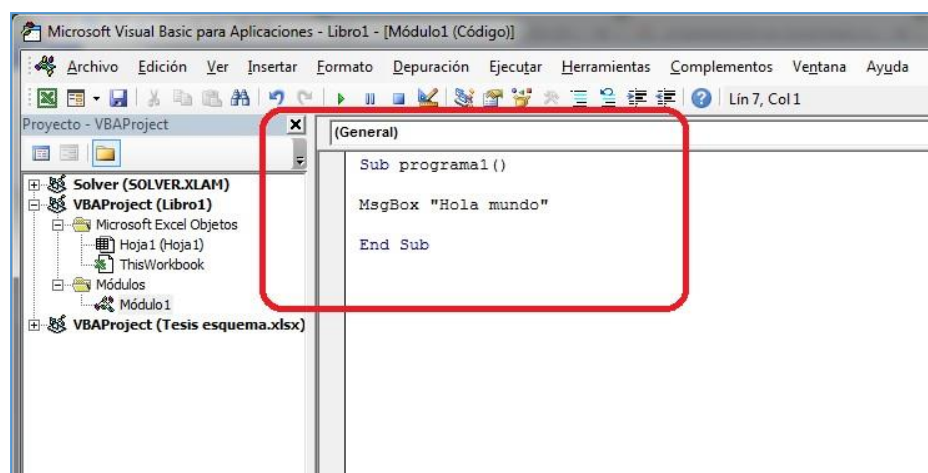 Microsoft Visual Basic para Aplicaciones - Libro1 - [Módulo1 (Código)]
Archivo Edición Ver Insertar Formato Depuración Ejecutar Herramientas Complementos Ventana Ayuda
Lín 7, Col 1
Proyecto - VBAProject
Solver (SOLVER.XLAM)
VBAProject (Libro1)
Microsoft Excel Objetos
Hoja1 (Hoja1)
ThisWorkbook
Módulos
Módulo1
VBAProject (Tesis esquema.xlsx)
(General)
Sub programa1()
MsgBox "Hola mundo"
End Sub